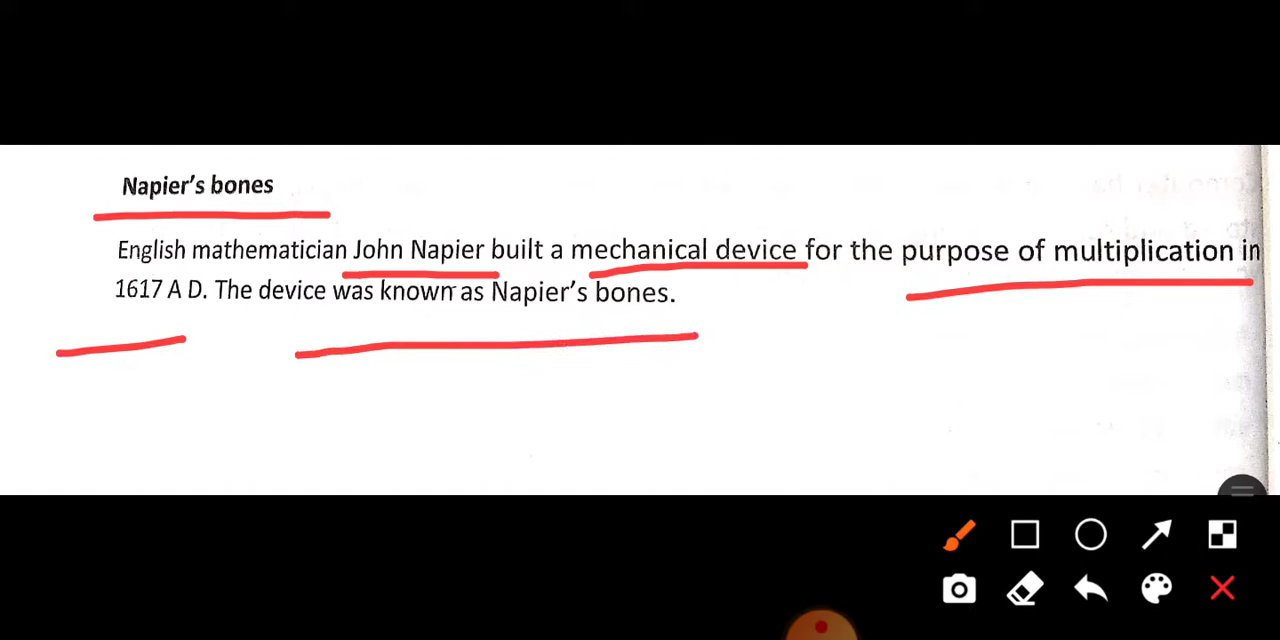 Napier's bones
English mathematician John Napier built a mechanical device for the purpose of multiplication in
1617 A D. The device was known as Napier's bones.